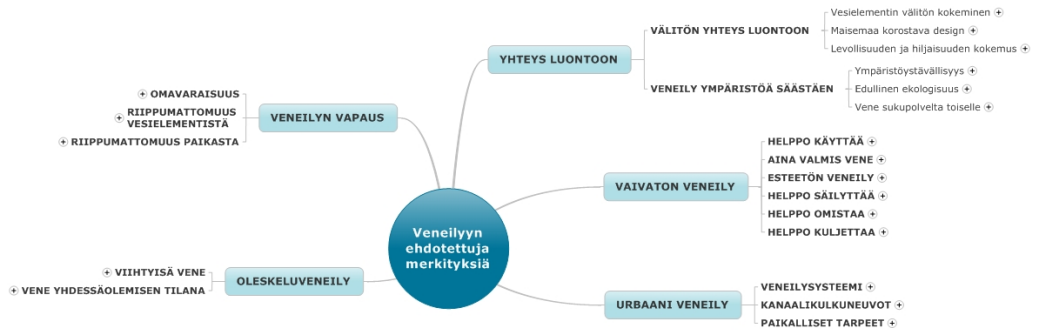 Veneilyyn
ehdotettuja
merkityksiä
YHTEYS LUONTOON
VÄLITÖN YHTEYS LUONTOON
Vesielementin välitön kokeminen
Maisemaa korostava design
Levollisuuden ja hiljaisuuden kokemus
VENEILY YMPÄRISTÖÄ SÄÄSTÄEN
Ympäristöystävällisyys
Edullinen ekologisuus
Vene sukupolvelta toiselle
VAIVATON VENEILY
HELPPO KÄYTTÄÄ
AINA VALMIS VENE
ESTEETÖN VENEILY
HELPPO SÄILYTTÄÄ
HELPPO OMISTAA
HELPPO KULJETTAA
URBAANI VENEILY
VENEILYSYSTEEMI
KANAALIKULKUNEUVOT
PAIKALLISET TARPEET
VENEILYN VAPAUS
OMAVARAISUUS
RIIPPUMATTOMUUS
VESIELEMENTISTÄ
RIIPPUMATTOMUUS PAIKASTA
OLESKELUVENEILY
VIIHTYISÄ VENE
VENE YHDESSÄOLEMISEN TILANA